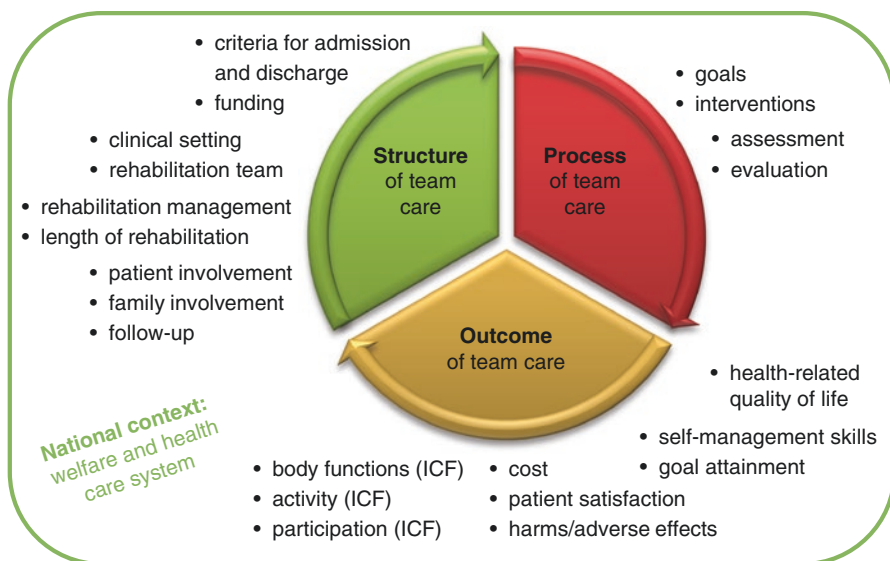 • criteria for admission
and discharge
• funding
• clinical setting
• rehabilitation team
• rehabilitation management
• length of rehabilitation
• patient involvement
• family involvement
• follow-up
Structure
of team
care
Process
of team
care
• goals
• interventions
• assessment
• evaluation
Outcome
of team care
• health-related
quality of life
• self-management skills
• goal attainment
• cost
• patient satisfaction
• harms/adverse effects
• body functions (ICF)
• activity (ICF)
• participation (ICF)
National context:
welfare and health
care system